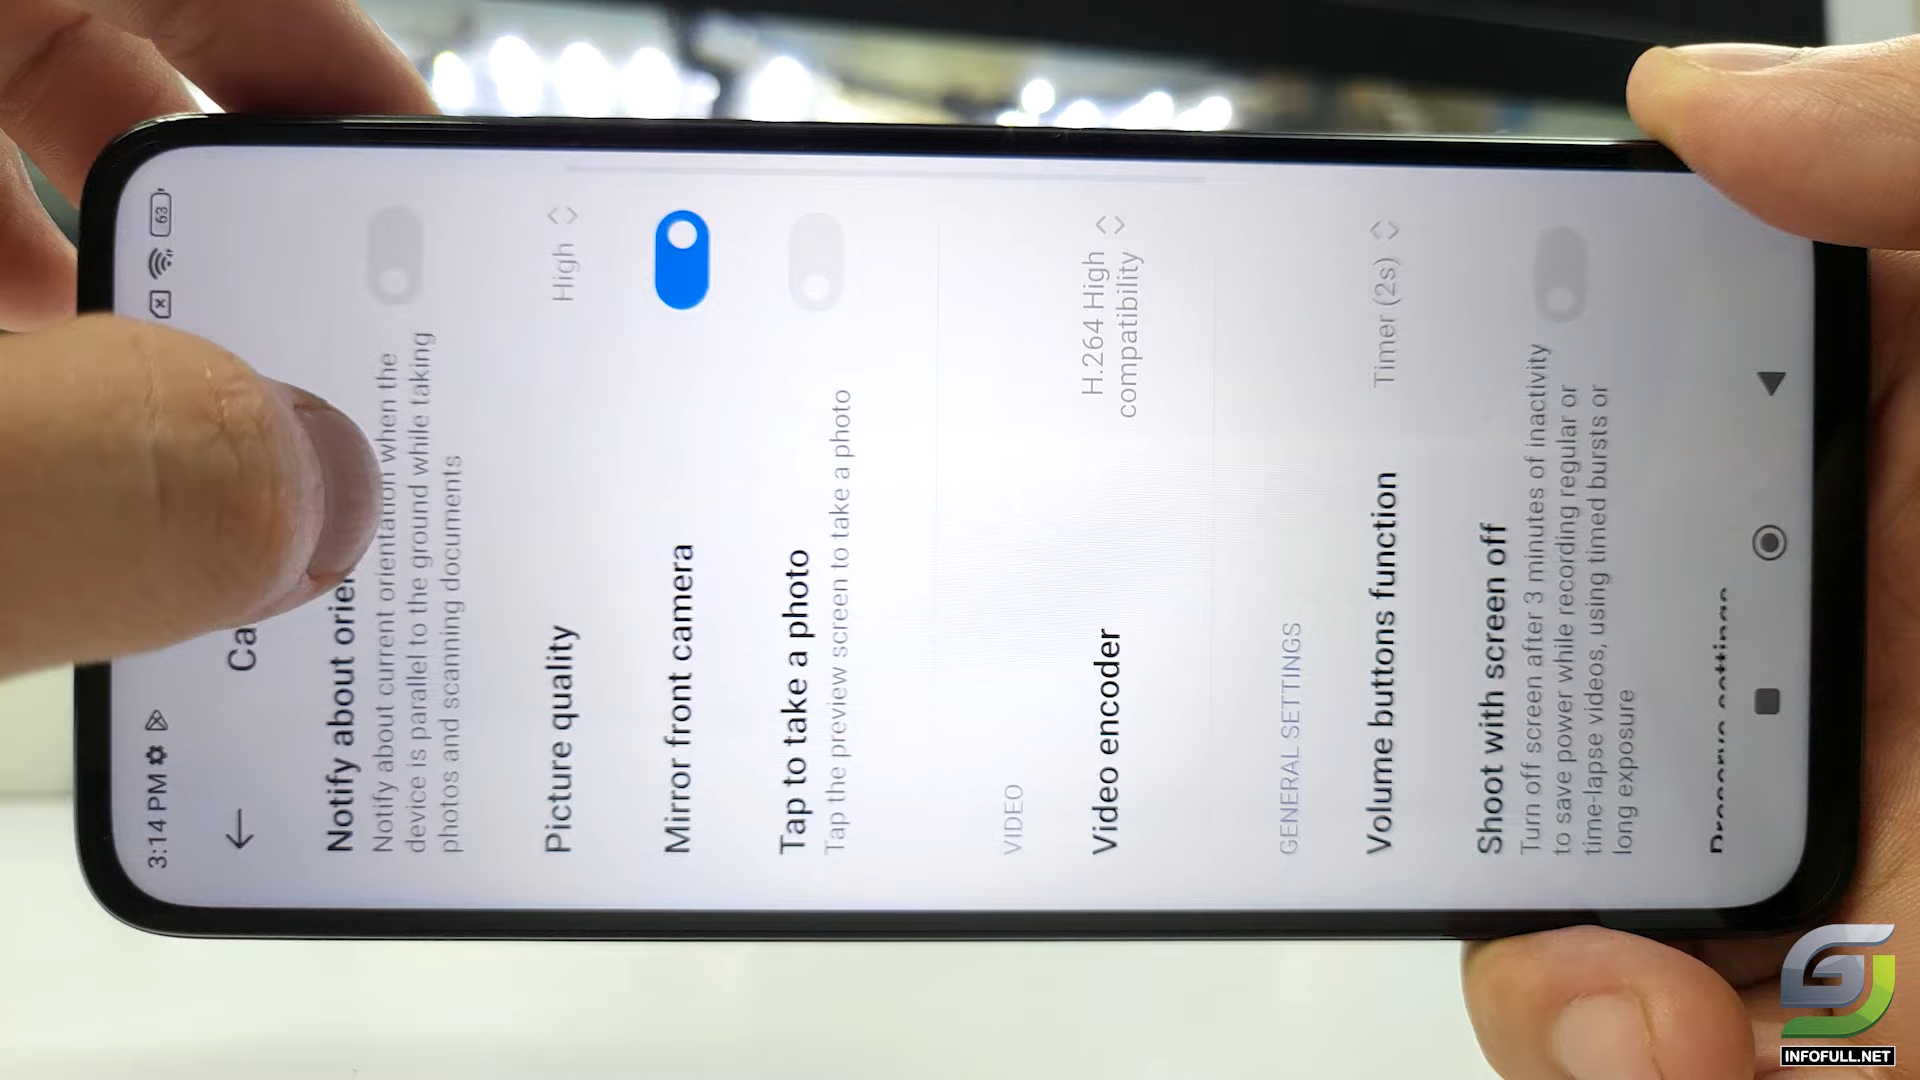 3:14 PM
63
Ca
Notify about orien
Notify about current orientation when the
device is parallel to the ground while taking
photos and scanning documents
Picture quality
High
Mirror front camera
Tap to take a photo
Tap the preview screen to take a photo
VIDEO
Video encoder
H.264 High
compatibility
GENERAL SETTINGS
Volume buttons function
Timer (2s)
Shoot with screen off
Turn off screen after 3 minutes of inactivity
to save power while recording regular or
time-lapse videos, using timed bursts or
long exposure
INFOFULL.NET